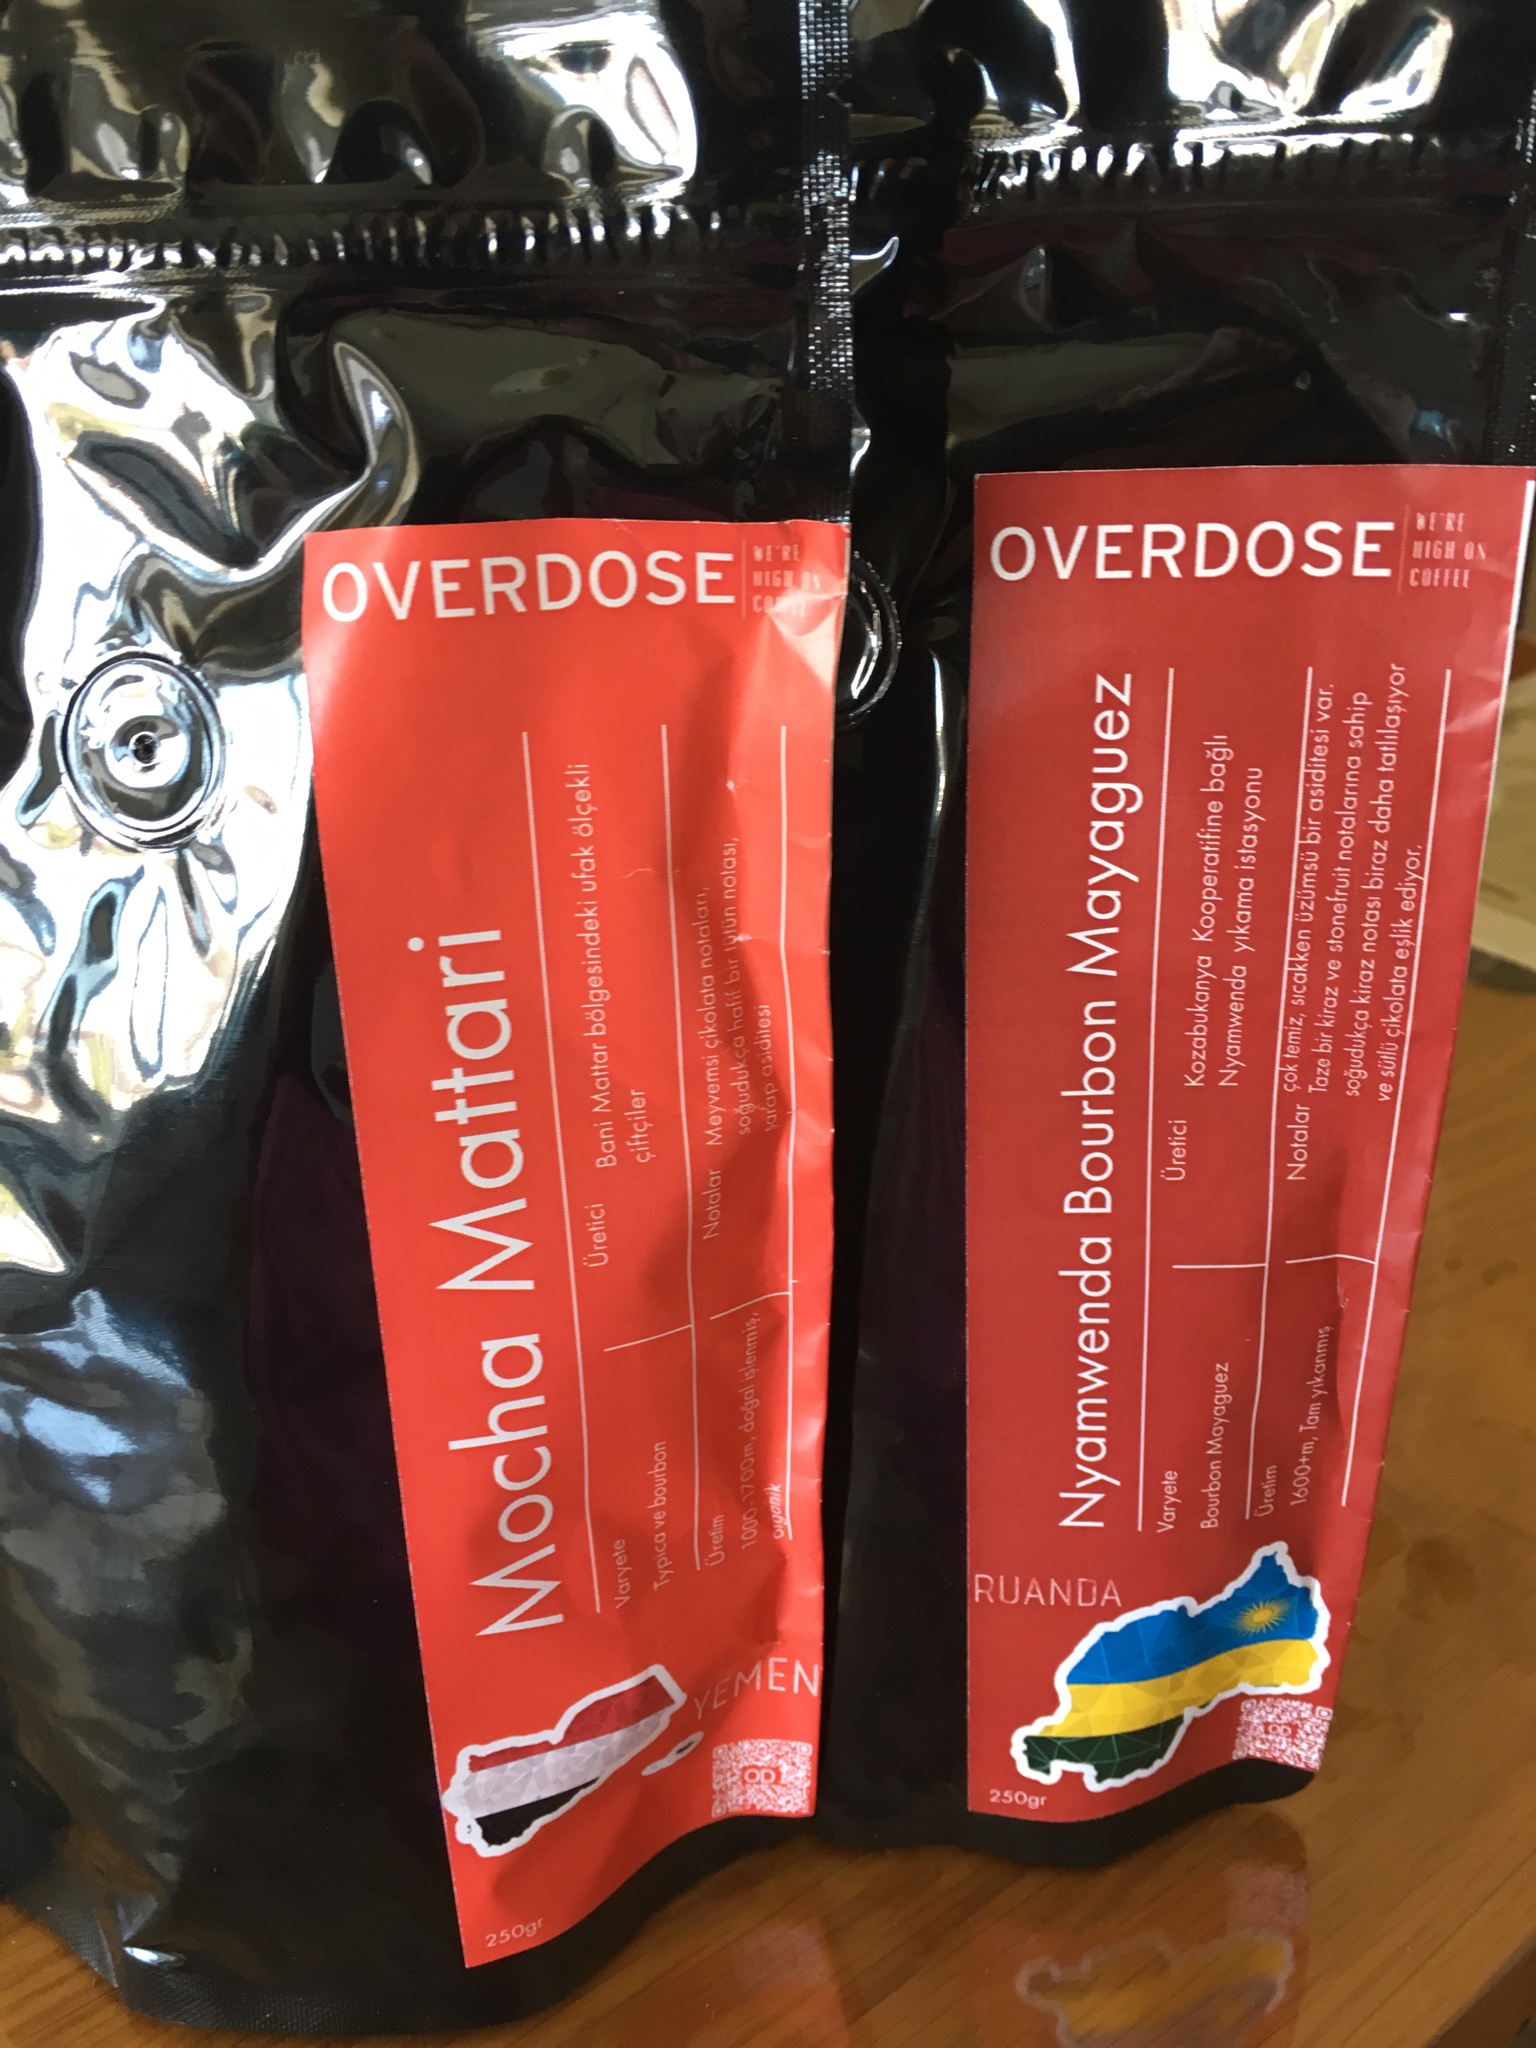 OVERDOSE
WE'RE
HIGH ON
COFFEE
Mocha Mattari
Üretici
Bani Mattar bölgesindeki ufak ölçekli
çiftçiler
Notalar
Meyvemsi çikolata notaları,
soğudukça hafif bir tütün notası,
şarap asiditesi
Varyete
Typica ve bourbon
Üretim
1000-1700m, doğal işlenmiş,
organik
YEMEN
OD
250gr
OVERDOSE
WE'RE
HIGH ON
COFFEE
Nyamwenda Bourbon Mayaguez
Üretici
Kozabukanya Kooperatifine bağlı
Nyamwenda yıkama istasyonu
Notalar
çok temiz, sıcakken üzümsü bir asiditesi var.
Taze bir kiraz ve stonefruit notalarına sahip
soğudukça kiraz notası biraz daha tatlılaşıyor
ve sütlü çikolata eşlik ediyor.
Varyete
Bourbon Mayaguez
Üretim
1600+m, Tam yıkanmış
RUANDA
OD
250gr